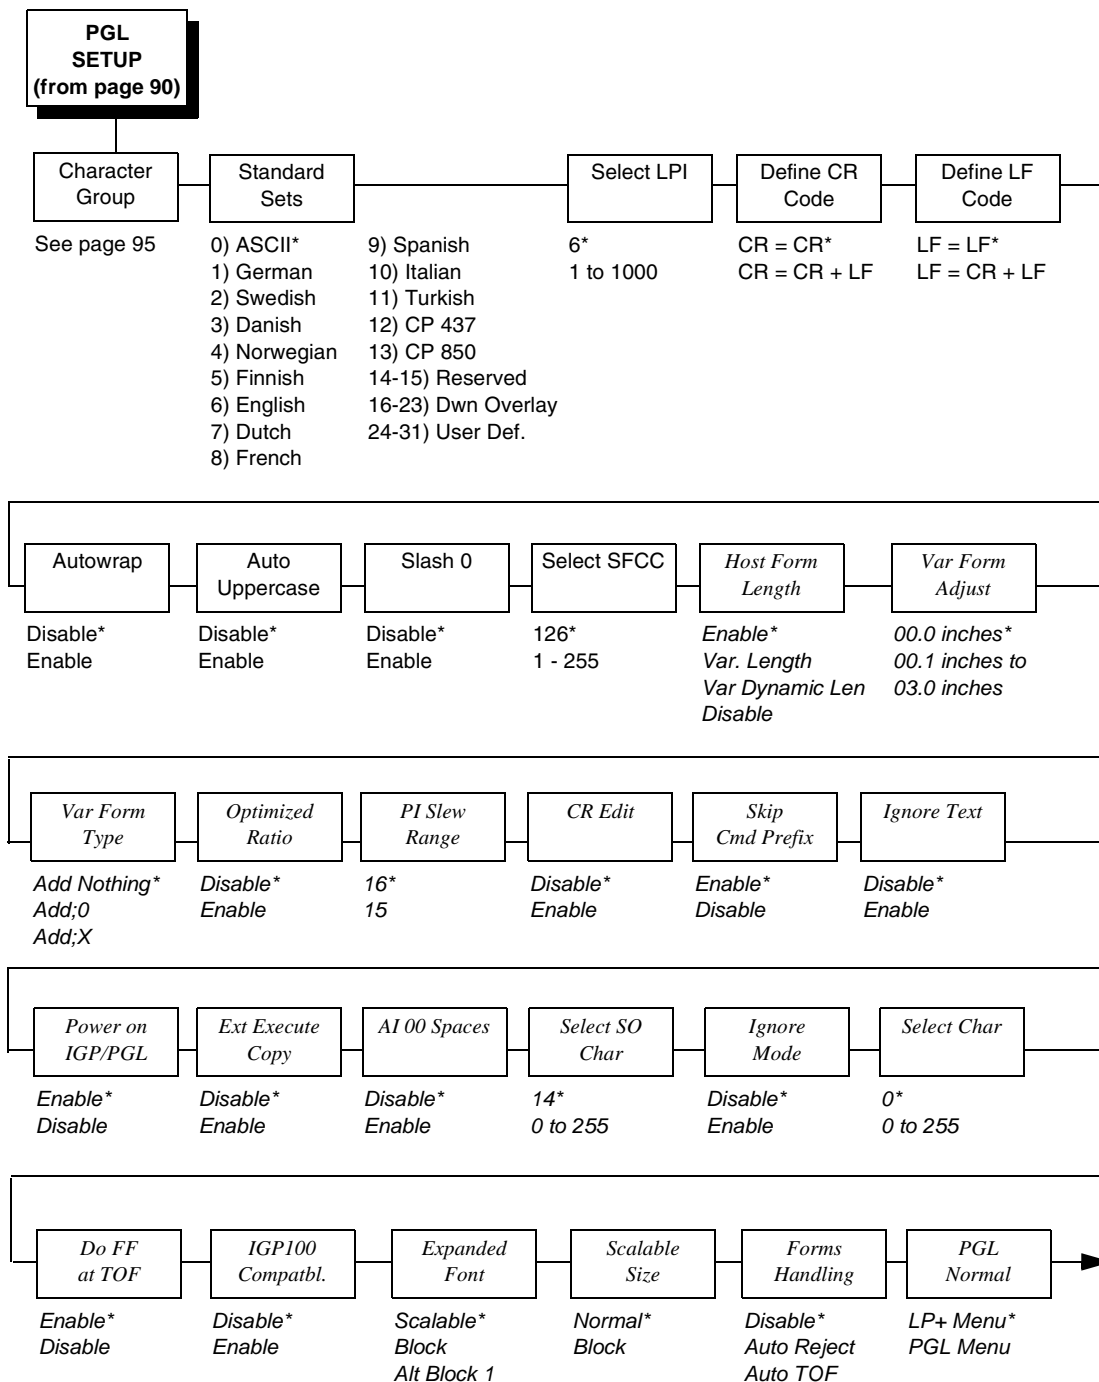 PGL
SETUP
(from page 90)
Character
Group
See page 95
Standard
Sets
0) ASCII*
1) German
2) Swedish
3) Danish
4) Norwegian
5) Finnish
6) English
7) Dutch
8) French
9) Spanish
10) Italian
11) Turkish
12) CP 437
13) CP 850
14-15) Reserved
16-23) Dwn Overlay
24-31) User Def.
Select LPI
6*
1 to 1000
Define CR
Code
CR = CR*
CR = CR + LF
Define LF
Code
LF = LF*
LF = CR + LF
Autowrap
Disable*
Enable
Auto
Uppercase
Disable*
Enable
Slash 0
Disable*
Enable
Select SFCC
126*
1 - 255
Host Form
Length
Enable*
Var. Length
Var Dynamic Len
Disable
Var Form
Adjust
00.0 inches*
00.1 inches to
03.0 inches
Var Form
Type
Add Nothing*
Add;0
Add;X
Optimized
Ratio
Disable*
Enable
PI Slew
Range
16*
15
CR Edit
Disable*
Enable
Skip
Cmd Prefix
Enable*
Disable
Ignore Text
Disable*
Enable
Power on
IGP/PGL
Enable*
Disable
Ext Execute
Copy
Disable*
Enable
AI 00 Spaces
Disable*
Enable
Select SO
Char
14*
0 to 255
Ignore
Mode
Disable*
Enable
Select Char
0*
0 to 255
Do FF
at TOF
Enable*
Disable
IGP100
Compatbl.
Disable*
Enable
Expanded
Font
Scalable*
Block
Alt Block 1
Scalable
Size
Normal*
Block
Forms
Handling
Disable*
Auto Reject
Auto TOF
PGL
Normal
LP+ Menu*
PGL Menu